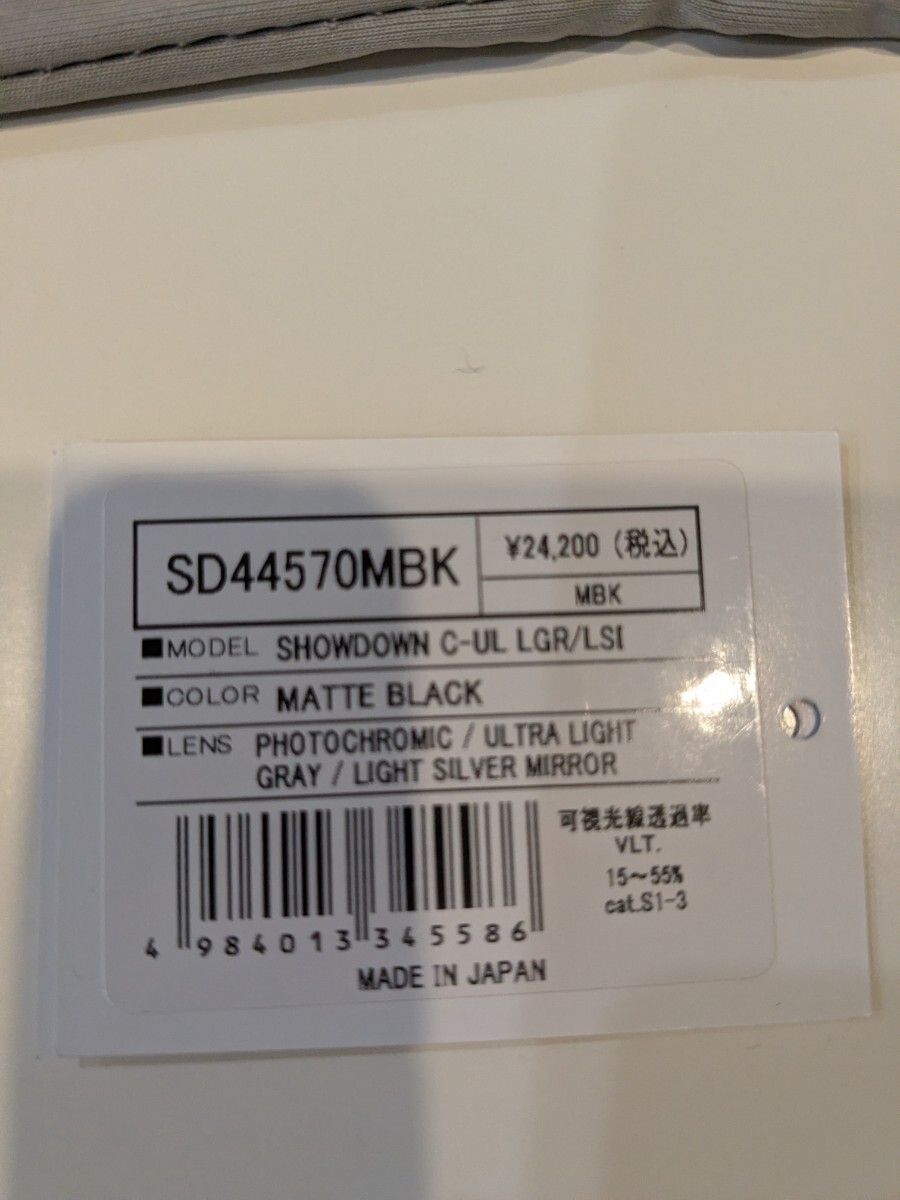 SD44570MBK
¥24,200 (税込)
MBK
■MODEL SHOWDOWN C-UL LGR/LSI
■COLOR MATTE BLACK
■LENS PHOTOCHROMIC / ULTRA LIGHT
GRAY / LIGHT SILVER MIRROR
可視光線透過率
VLT.
15~55%
cat.S1-3
4 984013 345586
MADE IN JAPAN